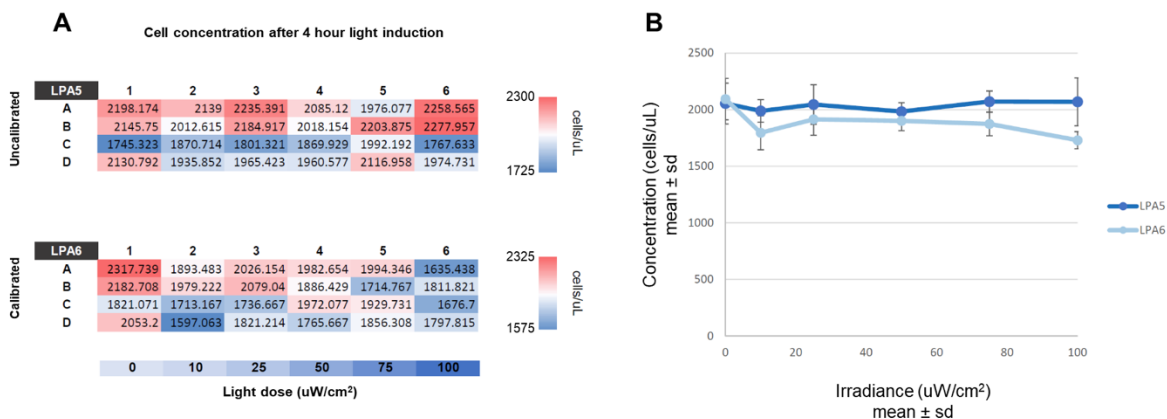 A
Cell concentration after 4 hour light induction
Uncalibrated
LPA5 1 2 3 4 5 6
A 2198.174 2139 2235.391 2085.12 1976.077 2258.565
B 2145.75 2012.615 2184.917 2018.154 2203.875 2277.957
C 1745.323 1870.714 1801.321 1869.929 1992.192 1767.633
D 2130.792 1935.852 1965.423 1960.577 2116.958 1974.731
2300
cells/uL
1725
Calibrated
LPA6 1 2 3 4 5 6
A 2317.739 1893.483 2026.154 1982.654 1994.346 1635.438
B 2182.708 1979.222 2079.04 1886.429 1714.767 1811.821
C 1821.071 1713.167 1736.667 1972.077 1929.731 1676.7
D 2053.2 1597.063 1821.214 1765.667 1856.308 1797.815
2325
cells/uL
1575
0 10 25 50 75 100
Light dose (uW/cm²)
B
Concentration (cells/uL)
mean ± sd
2500
2000
1500
1000
500
0
0 20 40 60 80 100
Irradiance (uW/cm²)
mean ± sd
LPA5
LPA6